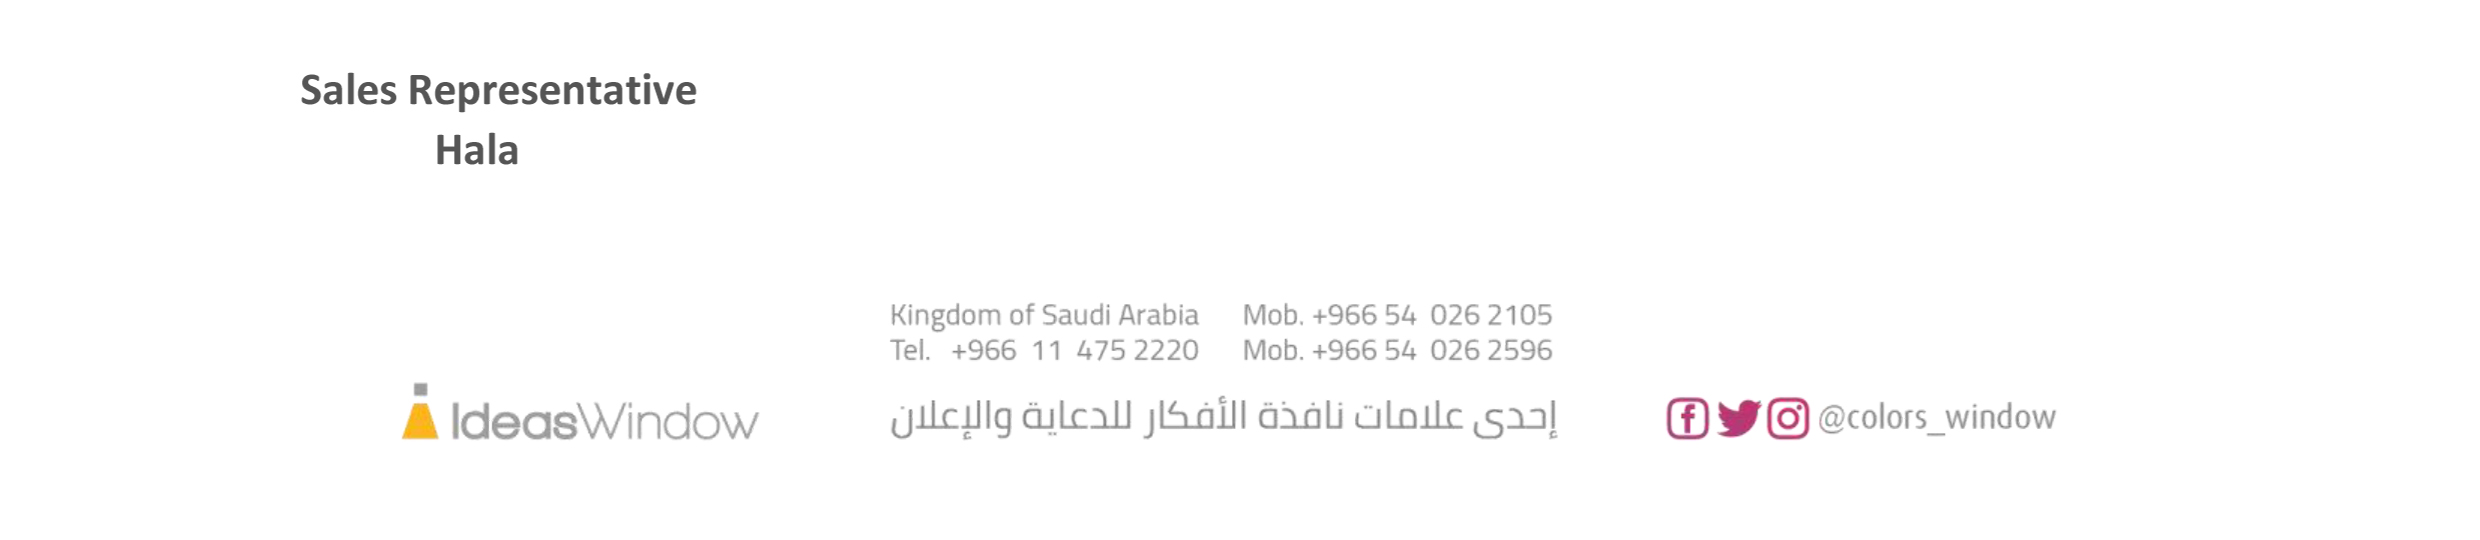 Sales Representative
Hala
Kingdom of Saudi Arabia Mob. +966 54 026 2105
Tel. +966 11 475 2220 Mob. +966 54 026 2596
IdeasWindow
إحدى علامات نافذة الأفكار للدعاية والإعلان
@colors_window